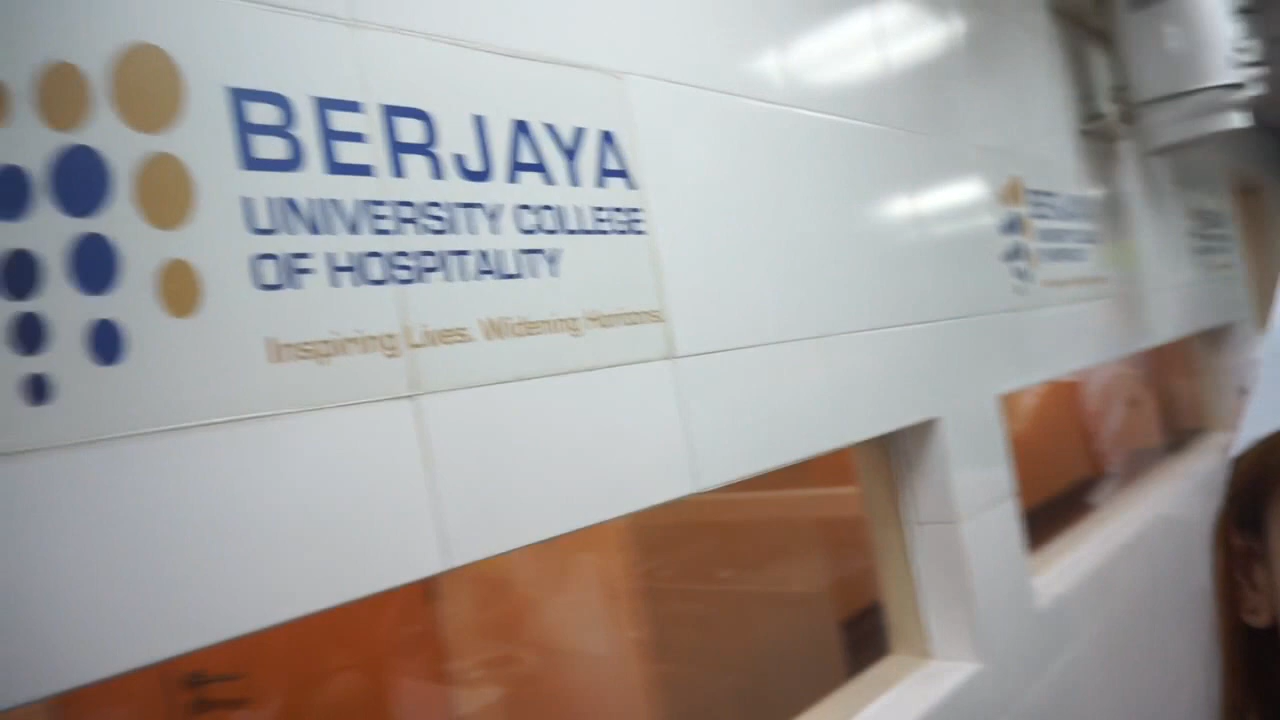 BERJAYA
UNIVERSITY COLLEGE
OF HOSPITALITY
Inspiring Lives. Widening Horizons.